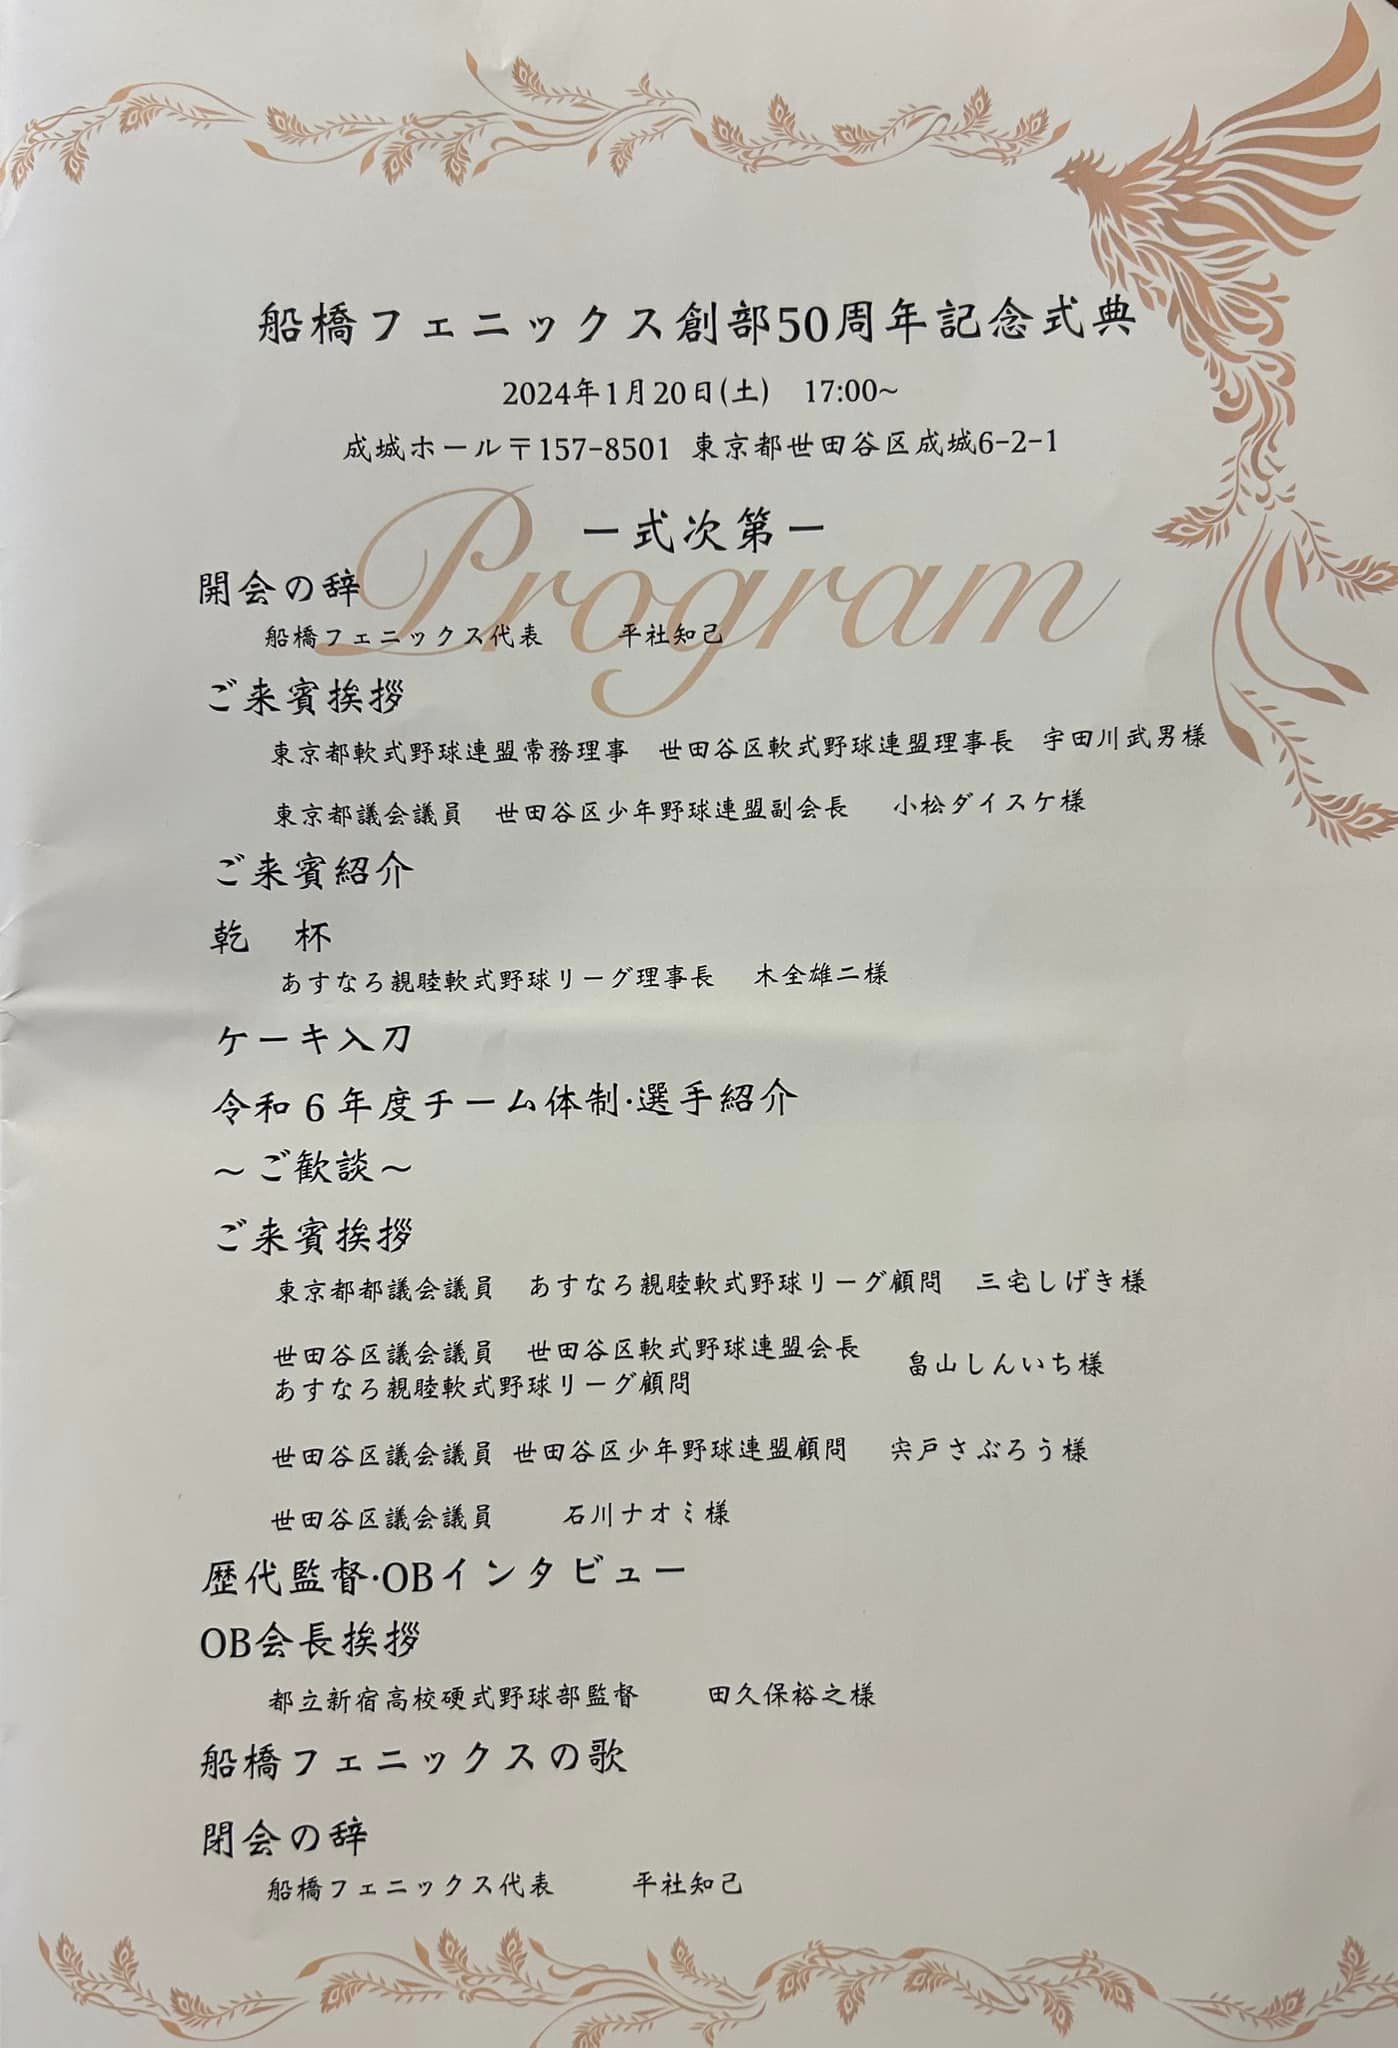 船橋フェニックス創部50周年記念式典
2024年1月20日(土)　17:00~
成城ホール〒157-8501 東京都世田谷区成城6-2-1
Program
ー式次第ー
開会の辞
船橋フェニックス代表　平社知己
ご来賓挨拶
東京都軟式野球連盟常務理事　世田谷区軟式野球連盟理事長　宇田川武男様
東京都議会議員　世田谷区少年野球連盟副会長　小松ダイスケ様
ご来賓紹介
乾　杯
あすなろ親睦軟式野球リーグ理事長　木全雄二様
ケーキ入刀
令和６年度チーム体制・選手紹介
～ご歓談～
ご来賓挨拶
東京都都議会議員　あすなろ親睦軟式野球リーグ顧問　三宅しげき様
世田谷区議会議員　世田谷区軟式野球連盟会長
あすなろ親睦軟式野球リーグ顧問　畠山しんいち様
世田谷区議会議員 世田谷区少年野球連盟顧問　宍戸さぶろう様
世田谷区議会議員　石川ナオミ様
歴代監督・OBインタビュー
OB会長挨拶
都立新宿高校硬式野球部監督　田久保裕之様
船橋フェニックスの歌
閉会の辞
船橋フェニックス代表　平社知己